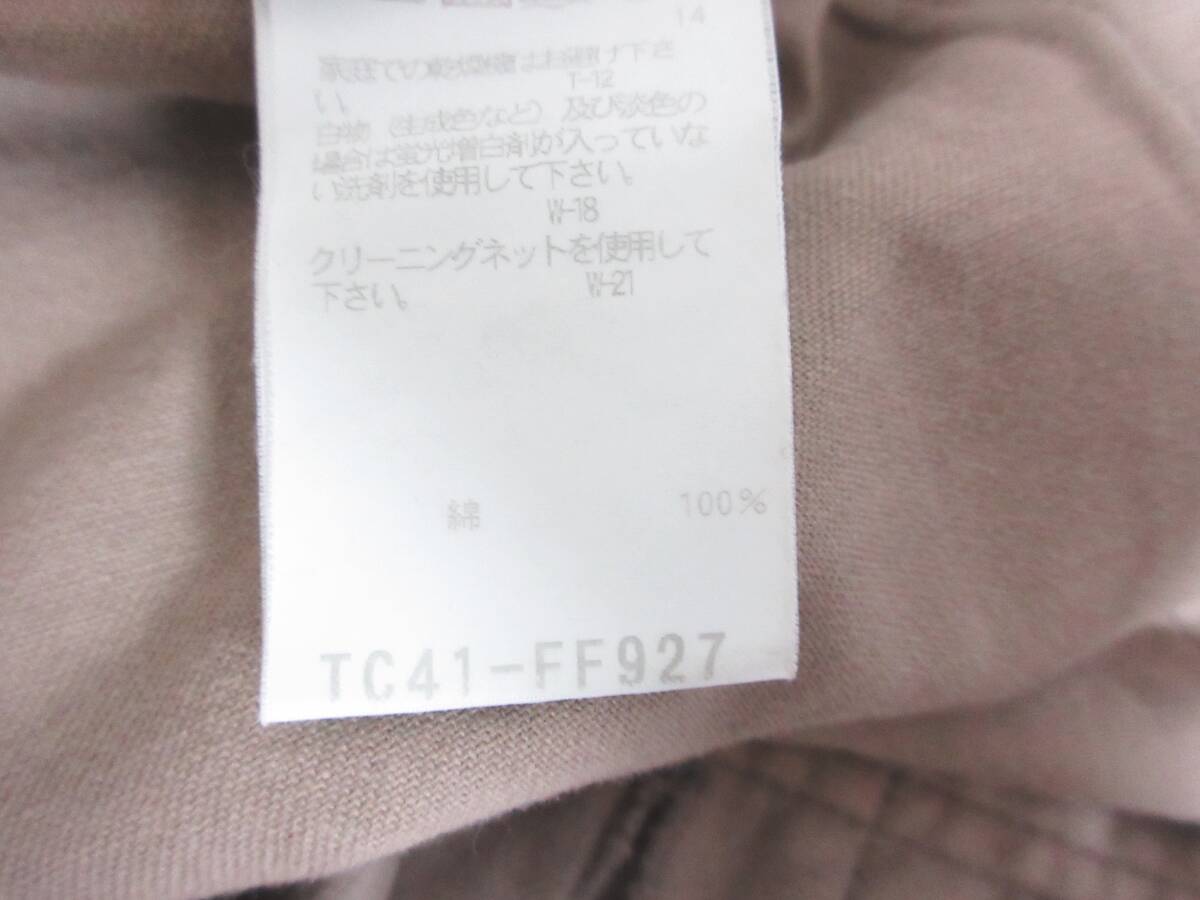 14
家庭での乾燥機はお避け下さ
い。
T-12
白物（生成色など）及び淡色の
場合は蛍光増白剤が入っていな
い洗剤を使用して下さい。
W-18
クリーニングネットを使用して
下さい。
W-21
綿 100%
TC41-FF927